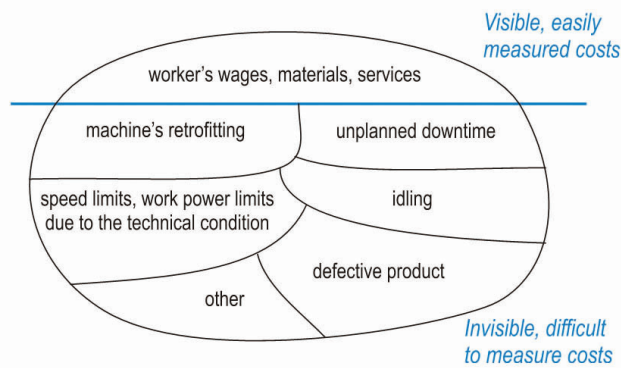 Visible, easily
measured costs
worker's wages, materials, services
machine's retrofitting
unplanned downtime
speed limits, work power limits
due to the technical condition
idling
defective product
other
Invisible, difficult
to measure costs